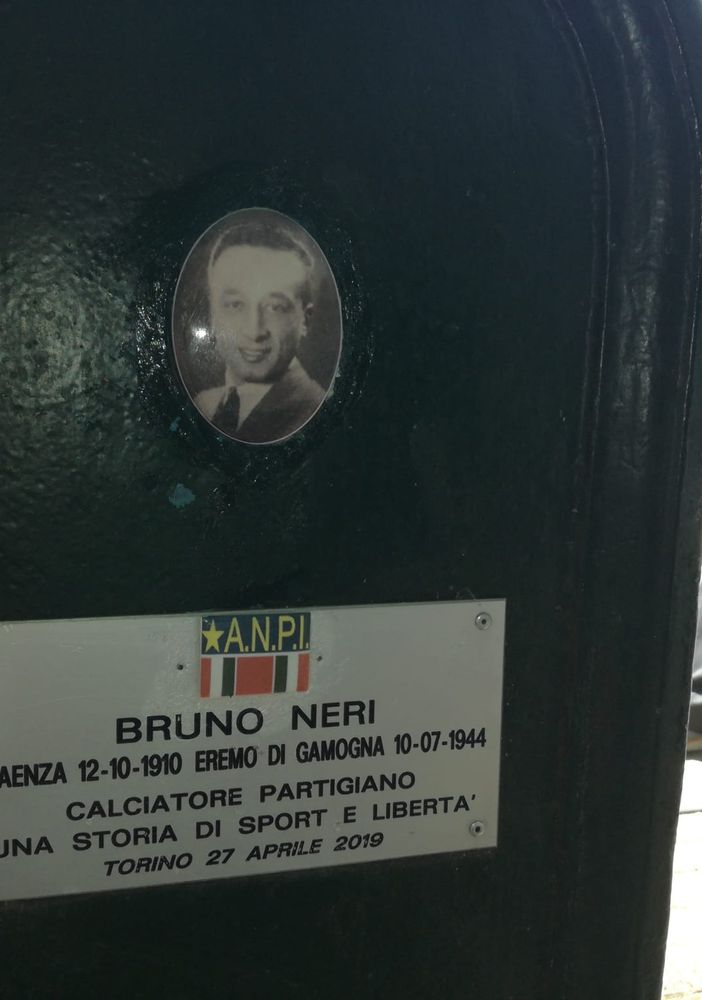 A.N.P.I.
BRUNO NERI
AENZA 12-10-1910 EREMO DI GAMOGNA 10-07-1944
CALCIATORE PARTIGIANO
UNA STORIA DI SPORT E LIBERTA'
TORINO 27 APRILE 2019